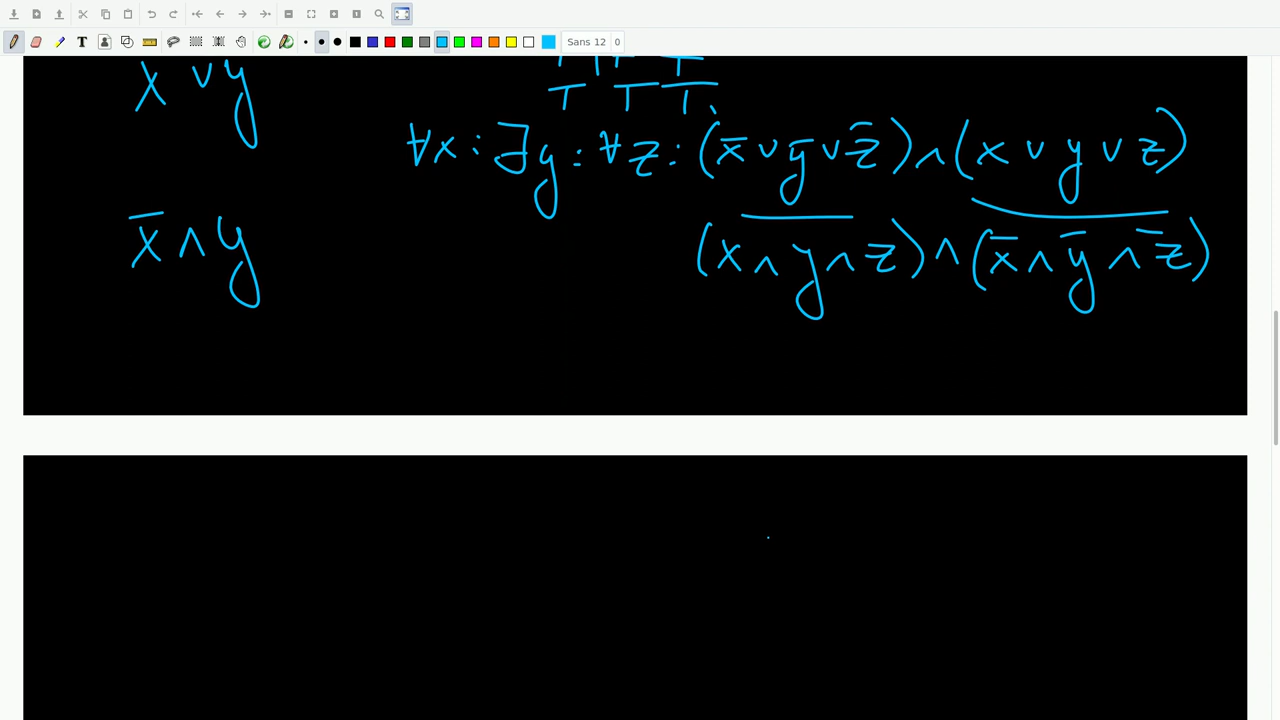 Sans 12 0
x ∨ y
T T T
T T T
∀x : ∃y : ∀z : (x̄ ∨ ȳ ∨ z̄) ∧ (x ∨ y ∨ z)
x̄ ∧ y
(x ∧ y ∧ z)‾ ∧ (x̄ ∧ ȳ ∧ z̄)‾